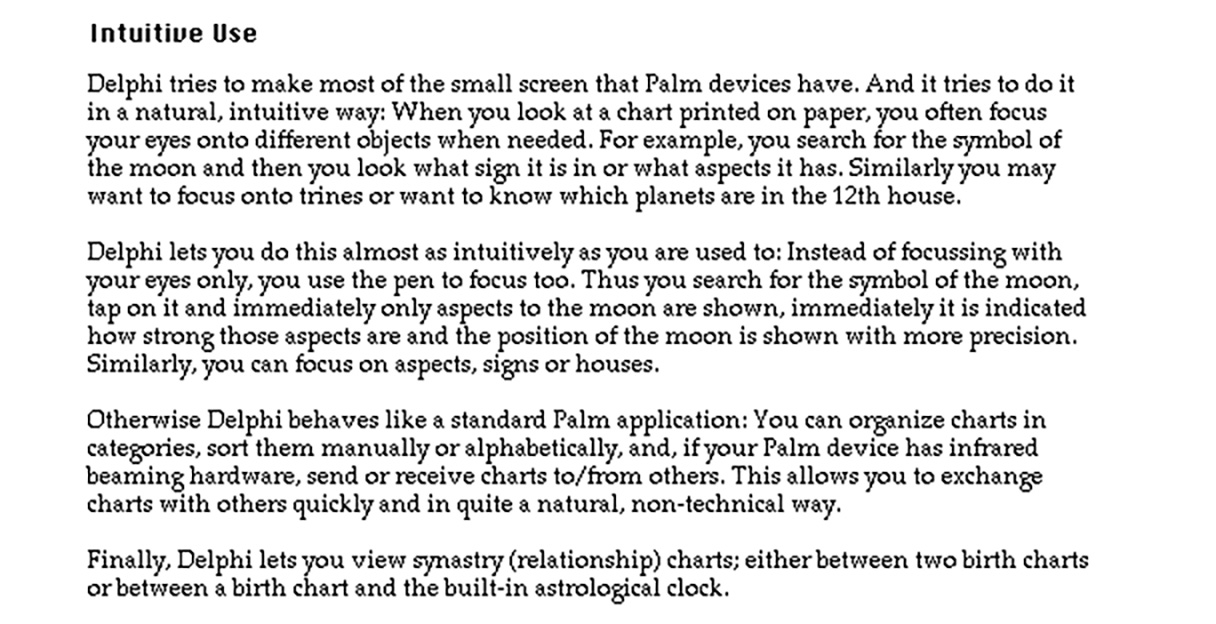 Intuitive Use
Delphi tries to make most of the small screen that Palm devices have. And it tries to do it
in a natural, intuitive way: When you look at a chart printed on paper, you often focus
your eyes onto different objects when needed. For example, you search for the symbol of
the moon and then you look what sign it is in or what aspects it has. Similarly you may
want to focus onto trines or want to know which planets are in the 12th house.
Delphi lets you do this almost as intuitively as you are used to: Instead of focussing with
your eyes only, you use the pen to focus too. Thus you search for the symbol of the moon,
tap on it and immediately only aspects to the moon are shown, immediately it is indicated
how strong those aspects are and the position of the moon is shown with more precision.
Similarly, you can focus on aspects, signs or houses.
Otherwise Delphi behaves like a standard Palm application: You can organize charts in
categories, sort them manually or alphabetically, and, if your Palm device has infrared
beaming hardware, send or receive charts to/from others. This allows you to exchange
charts with others quickly and in quite a natural, non-technical way.
Finally, Delphi lets you view synastry (relationship) charts; either between two birth charts
or between a birth chart and the built-in astrological clock.